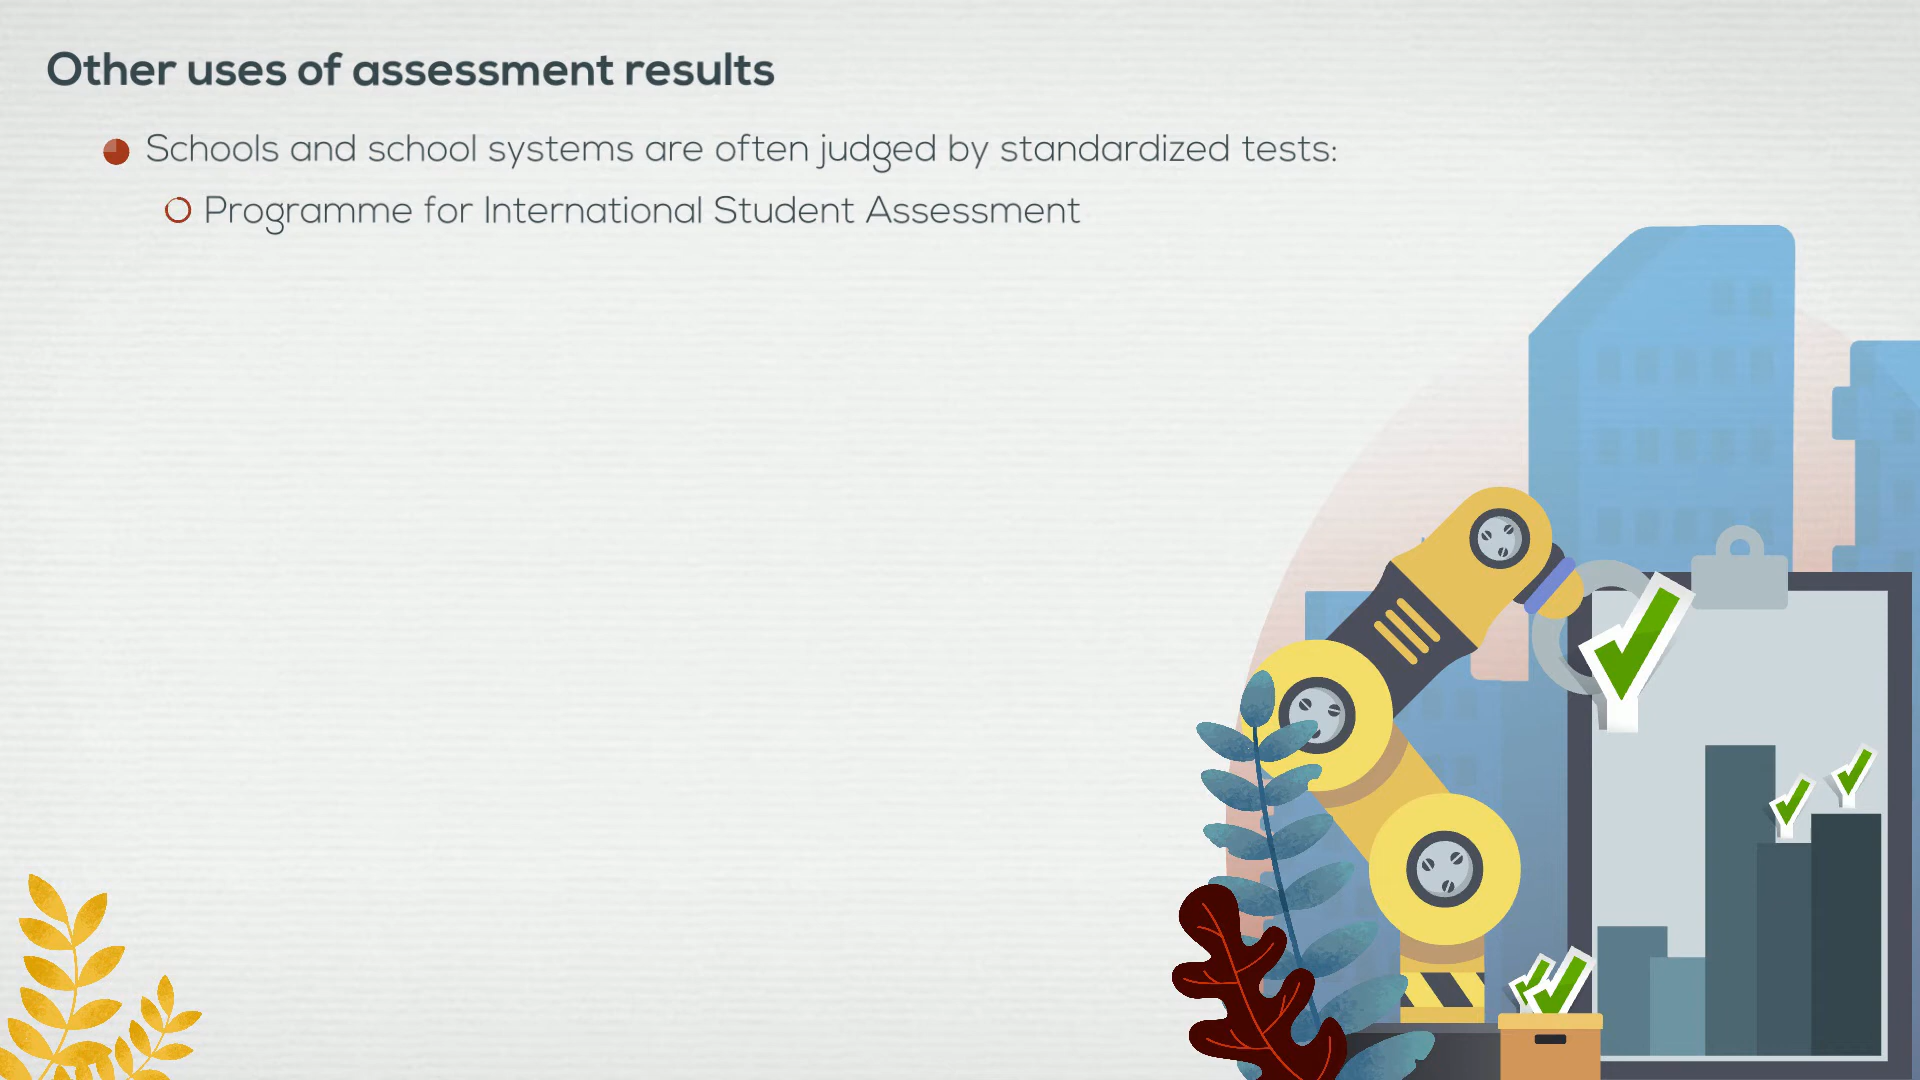 Other uses of assessment results
Schools and school systems are often judged by standardized tests:
Programme for International Student Assessment